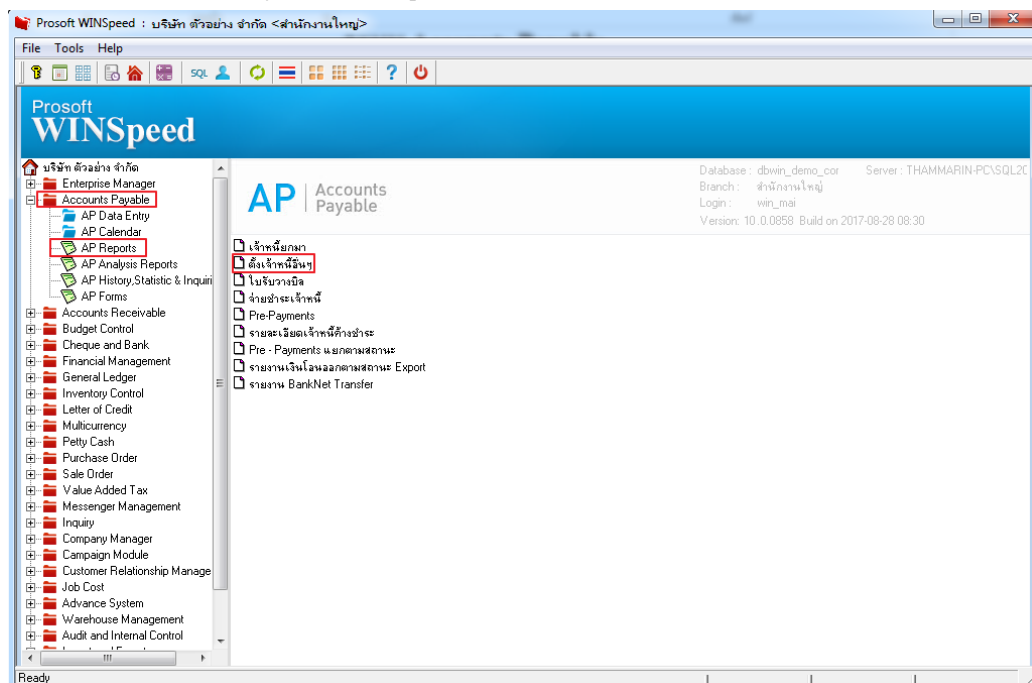 Prosoft WINSpeed : บริษัท ตัวอย่าง จำกัด <สำนักงานใหญ่>
File Tools Help
SQL
Prosoft
WINSpeed
บริษัท ตัวอย่าง จำกัด
Enterprise Manager
Accounts Payable
AP Data Entry
AP Calendar
AP Reports
AP Analysis Reports
AP History,Statistic & Inquiri
AP Forms
Accounts Receivable
Budget Control
Cheque and Bank
Financial Management
General Ledger
Inventory Control
Letter of Credit
Multicurrency
Petty Cash
Purchase Order
Sale Order
Value Added Tax
Messenger Management
Inquiry
Company Manager
Campaign Module
Customer Relationship Manage
Job Cost
Advance System
Warehouse Management
Audit and Internal Control
AP Accounts Payable
Database : dbwin_demo_cor Server : THAMMARIN-PC\SQL20
Branch : สำนักงานใหญ่
Login : win_mai
Version: 10.0.0858 Build on 2017-08-28 08:30
เจ้าหนี้ยกมา
ตั้งเจ้าหนี้อื่นๆ
ใบรับวางบิล
จ่ายชำระเจ้าหนี้
Pre-Payments
รายละเอียดเจ้าหนี้ค้างชำระ
Pre - Payments แยกตามสถานะ
รายงานเงินโอนออกตามสถานะ Export
รายงาน BankNet Transfer
Ready